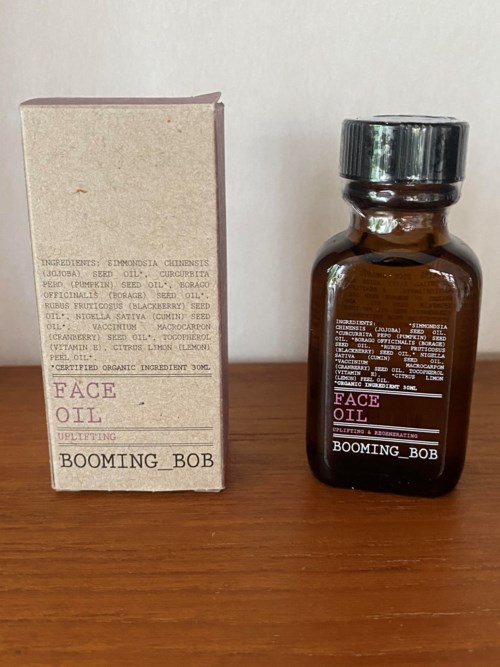 INGREDIENTS: SIMMONDSIA CHINENSIS
(JOJOBA) SEED OIL*, CURCURBITA
PEPO (PUMPKIN) SEED OIL*, BORAGO
OFFICINALIS (BORAGE) SEED OIL*,
RUBUS FRUTICOSUS (BLACKBERRY) SEED
OIL*, NIGELLA SATIVA (CUMIN) SEED
OIL*, VACCINIUM MACROCARPON
(CRANBERRY) SEED OIL*, TOCOPHEROL
(VITAMIN E), CITRUS LIMON (LEMON)
PEEL OIL*.
*CERTIFIED ORGANIC INGREDIENT 30ML
FACE
OIL
UPLIFTING
BOOMING_BOB
INGREDIENTS: *SIMMONDSIA
CHINENSIS (JOJOBA) SEED OIL,
*CURCURBITA PEPO (PUMPKIN) SEED
OIL, *BORAGO OFFICINALIS (BORAGE)
SEED OIL, *RUBUS FRUTICOSUS
(BLACKBERRY) SEED OIL, *NIGELLA
SATIVA (CUMIN) SEED OIL,
*VACCINIUM MACROCARPON
(CRANBERRY) SEED OIL, TOCOPHEROL
(VITAMIN E), *CITRUS LIMON
(LEMON) PEEL OIL.
*ORGANIC INGREDIENT 30ML
FACE
OIL
UPLIFTING & REGENERATING
BOOMING_BOB